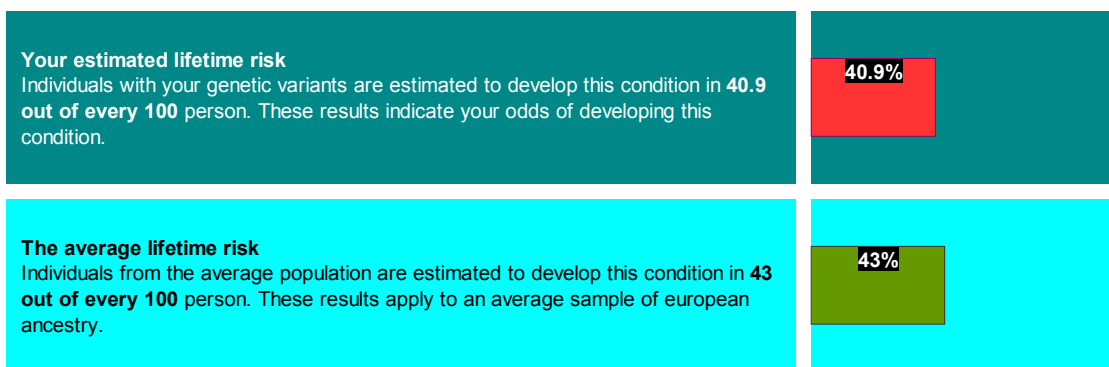 Your estimated lifetime risk
Individuals with your genetic variants are estimated to develop this condition in 40.9
out of every 100 person. These results indicate your odds of developing this
condition.
40.9%
The average lifetime risk
Individuals from the average population are estimated to develop this condition in 43
out of every 100 person. These results apply to an average sample of european
ancestry.
43%